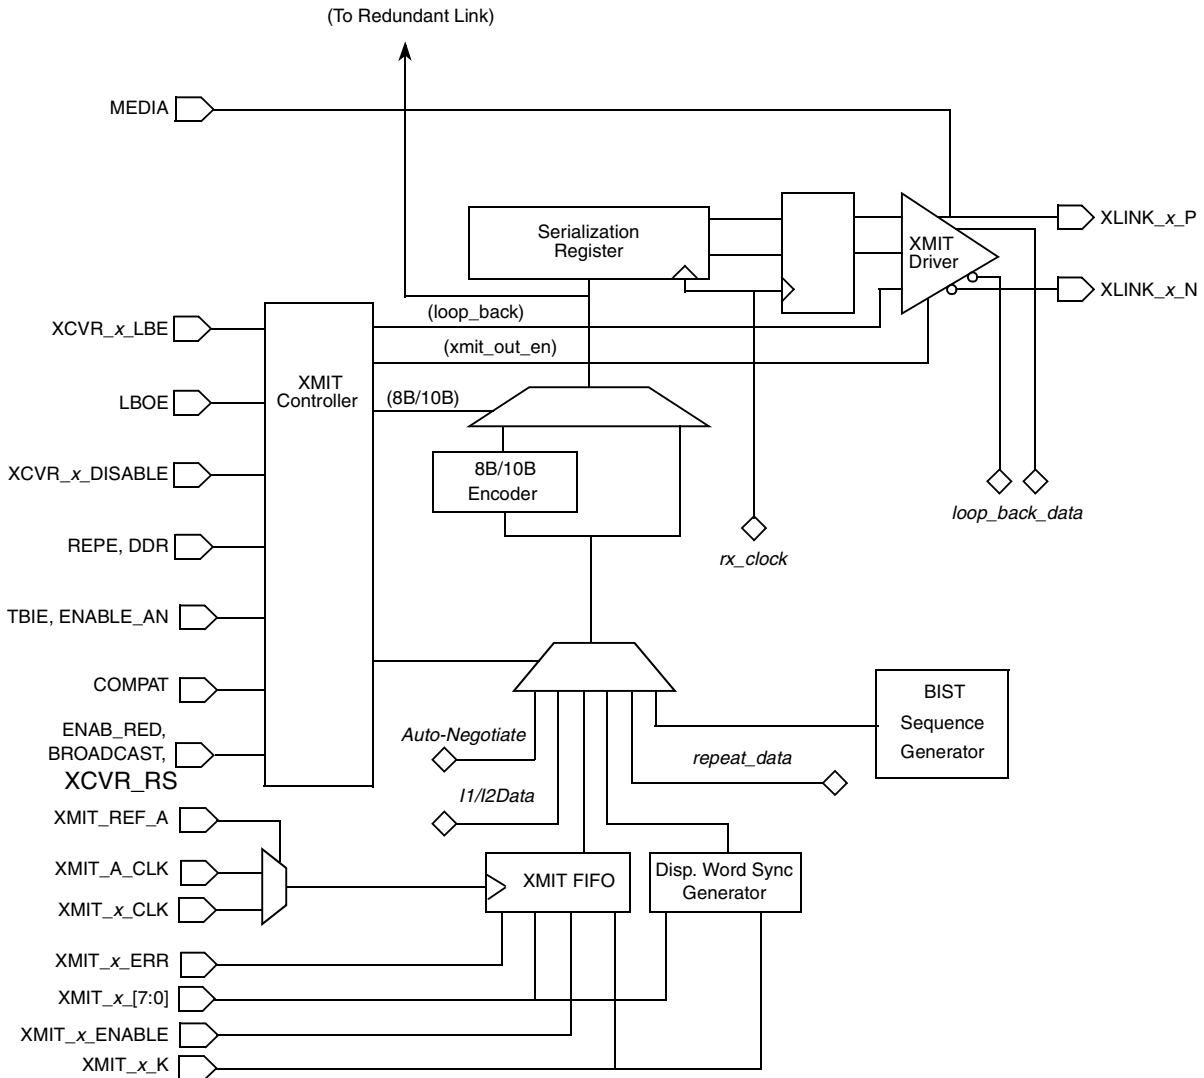 (To Redundant Link)
MEDIA
Serialization
Register
XMIT
Driver
XLINK_x_P
XLINK_x_N
XCVR_x_LBE
(loop_back)
(xmit_out_en)
LBOE
XMIT
Controller
(8B/10B)
XCVR_x_DISABLE
8B/10B
Encoder
loop_back_data
REPE, DDR
rx_clock
TBIE, ENABLE_AN
COMPAT
ENAB_RED,
BROADCAST,
XCVR_RS
Auto-Negotiate
repeat_data
BIST
Sequence
Generator
I1/I2Data
XMIT_REF_A
XMIT_A_CLK
XMIT_x_CLK
XMIT FIFO
Disp. Word Sync
Generator
XMIT_x_ERR
XMIT_x_[7:0]
XMIT_x_ENABLE
XMIT_x_K